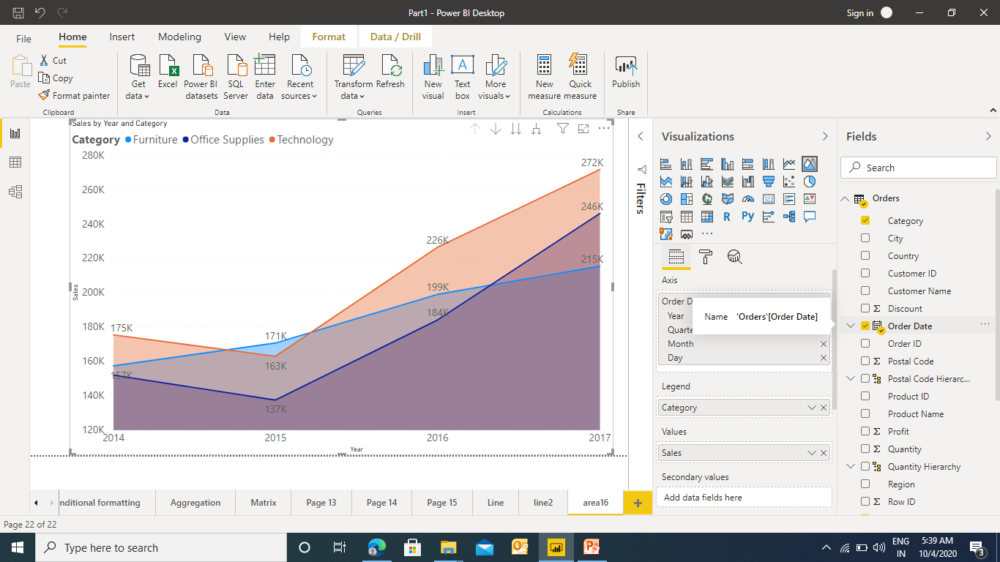 Part1 - Power BI Desktop
Sign in
File
Home
Insert
Modeling
View
Help
Format
Data / Drill
Paste
Cut
Copy
Format painter
Clipboard
Get data
Excel
Power BI datasets
SQL Server
Enter data
Recent sources
Data
Transform data
Refresh
Queries
New visual
Text box
More visuals
Insert
New measure
Quick measure
Calculations
Publish
Share
Sales by Year and Category
Category Furniture Office Supplies Technology
280K
260K
240K
220K
200K
180K
160K
140K
120K
Sales
272K
246K
226K
215K
199K
184K
175K
171K
163K
157K
137K
2014 2015 2016 2017
Year
Filters
Visualizations
R
Py
Axis
Order D
Year
Quarte
Month
Day
Name 'Orders'[Order Date]
Legend
Category
Values
Sales
Secondary values
Add data fields here
Fields
Search
Orders
Category
City
Country
Customer ID
Customer Name
Discount
Order Date
Order ID
Postal Code
Postal Code Hierarc...
Product ID
Product Name
Profit
Quantity
Quantity Hierarchy
Region
Row ID
nditional formatting
Aggregation
Matrix
Page 13
Page 14
Page 15
Line
line2
area16
Page 22 of 22
Type here to search
ENG
IN
5:39 AM
10/4/2020
3